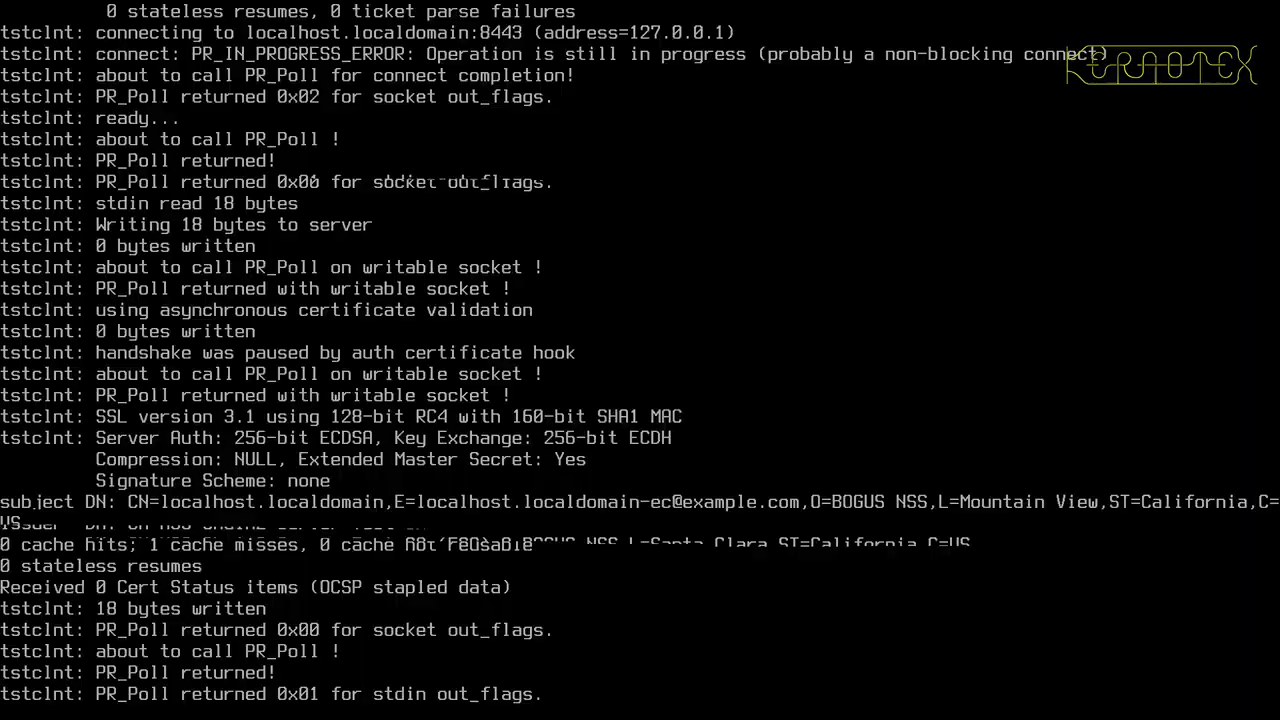 0 stateless resumes, 0 ticket parse failures
tstclnt: connecting to localhost.localdomain:8443 (address=127.0.0.1)
tstclnt: connect: PR_IN_PROGRESS_ERROR: Operation is still in progress (probably a non-blocking connect)
KERAOTEX
tstclnt: about to call PR_Poll for connect completion!
tstclnt: PR_Poll returned 0x02 for socket out_flags.
tstclnt: ready...
tstclnt: about to call PR_Poll !
tstclnt: PR_Poll returned!
tstclnt: PR_Poll returned 0x00 for socket out_flags.
tstclnt: stdin read 18 bytes
tstclnt: Writing 18 bytes to server
tstclnt: 0 bytes written
tstclnt: about to call PR_Poll on writable socket !
tstclnt: PR_Poll returned with writable socket !
tstclnt: using asynchronous certificate validation
tstclnt: 0 bytes written
tstclnt: handshake was paused by auth certificate hook
tstclnt: about to call PR_Poll on writable socket !
tstclnt: PR_Poll returned with writable socket !
tstclnt: SSL version 3.1 using 128-bit RC4 with 160-bit SHA1 MAC
tstclnt: Server Auth: 256-bit ECDSA, Key Exchange: 256-bit ECDH
Compression: NULL, Extended Master Secret: Yes
Signature Scheme: none
subject DN: CN=localhost.localdomain,E=localhost.localdomain-ec@example.com,O=BOGUS NSS,L=Mountain View,ST=California,C=
US
0 cache hits; 1 cache misses, 0 cache not reusable
0 stateless resumes
Received 0 Cert Status items (OCSP stapled data)
tstclnt: 18 bytes written
tstclnt: PR_Poll returned 0x00 for socket out_flags.
tstclnt: about to call PR_Poll !
tstclnt: PR_Poll returned!
tstclnt: PR_Poll returned 0x01 for stdin out_flags.